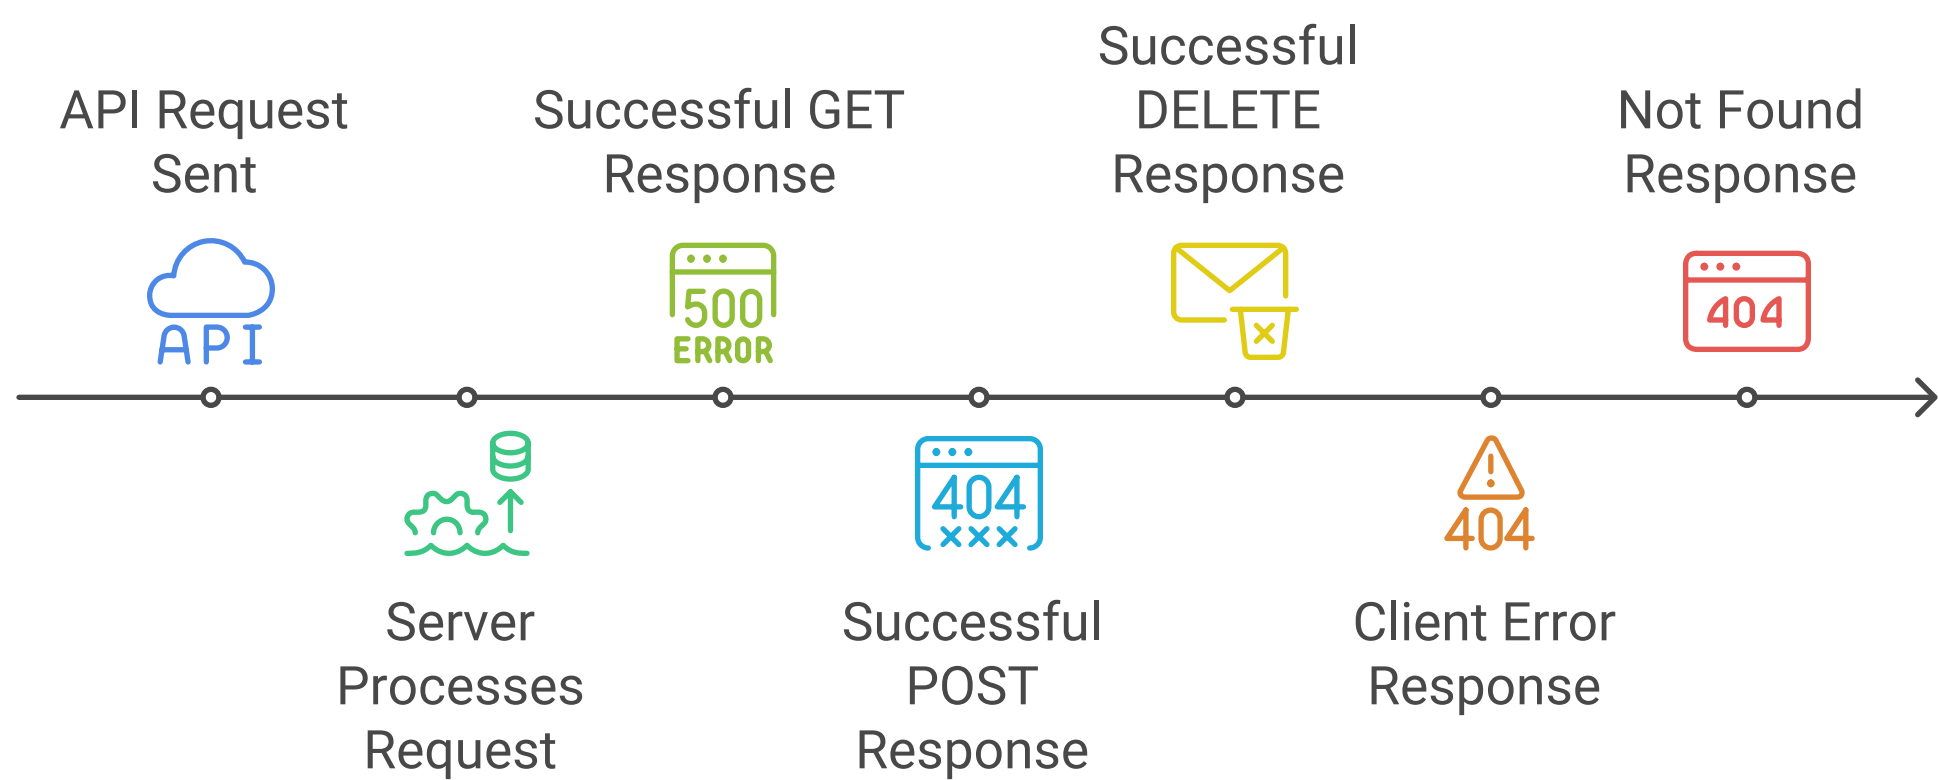 API Request
Sent
API
Server
Processes
Request
Successful GET
Response
500
ERROR
404
Successful
POST
Response
Successful
DELETE
Response
404
Client Error
Response
Not Found
Response
404